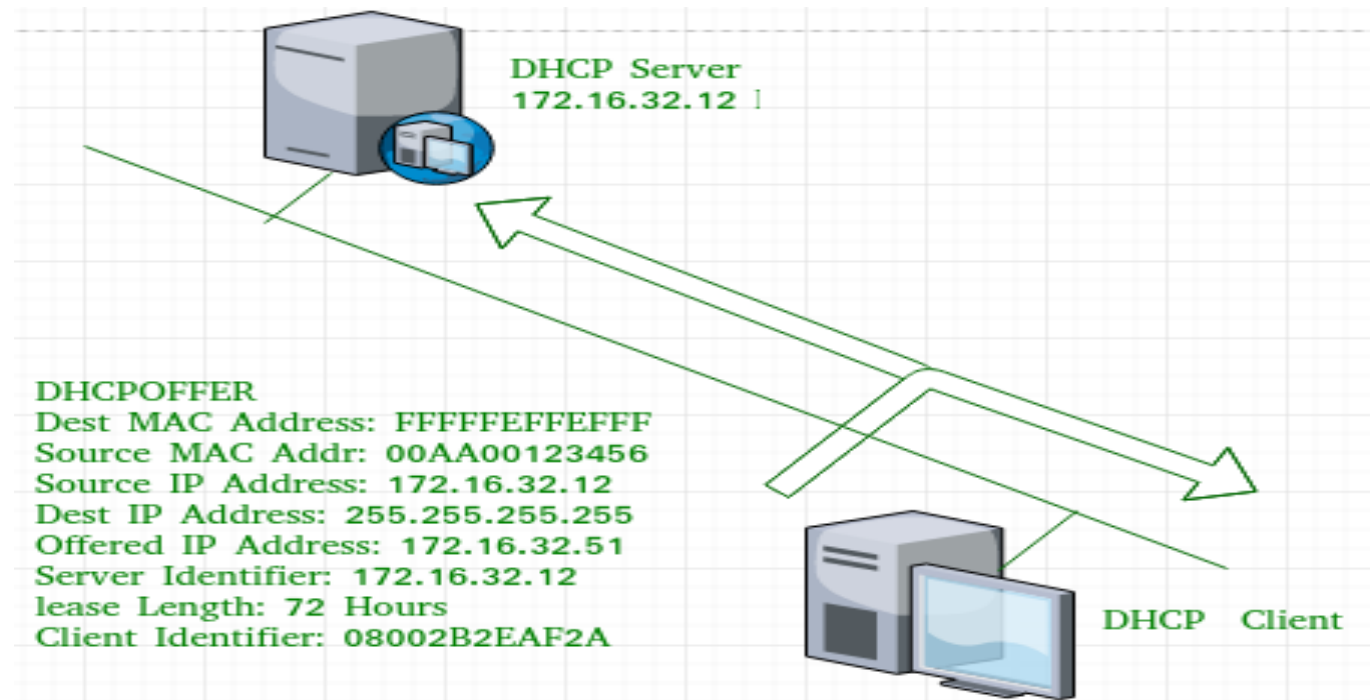 DHCP Server
172.16.32.12
DHCPOFFER
Dest MAC Address: FFFFFEFFEFFF
Source MAC Addr: 00AA00123456
Source IP Address: 172.16.32.12
Dest IP Address: 255.255.255.255
Offered IP Address: 172.16.32.51
Server Identifier: 172.16.32.12
lease Length: 72 Hours
Client Identifier: 08002B2EAF2A
DHCP Client